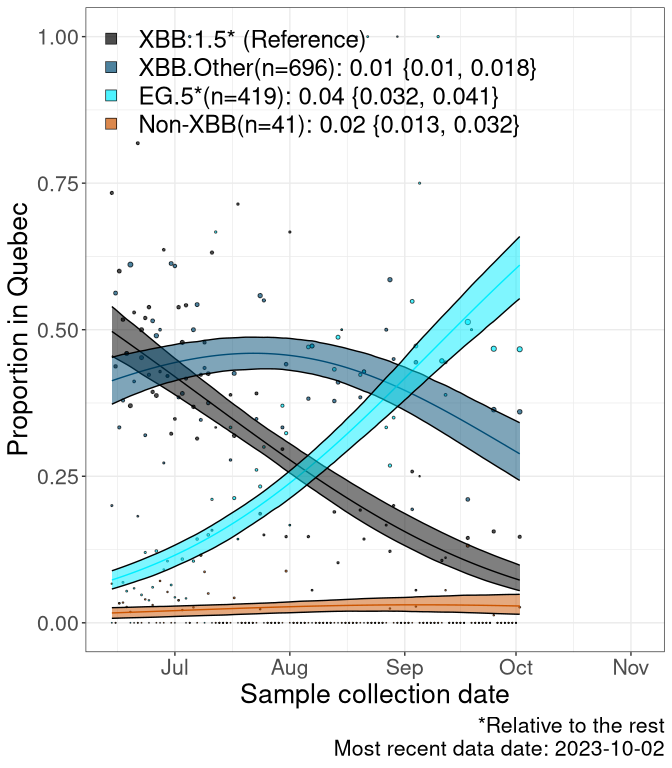 1.00
XBB:1.5* (Reference)
XBB.Other(n=696): 0.01 {0.01, 0.018}
EG.5*(n=419): 0.04 {0.032, 0.041}
Non-XBB(n=41): 0.02 {0.013, 0.032}
0.75
0.50
0.25
0.00
Proportion in Quebec
Jul Aug Sep Oct Nov
Sample collection date
*Relative to the rest
Most recent data date: 2023-10-02